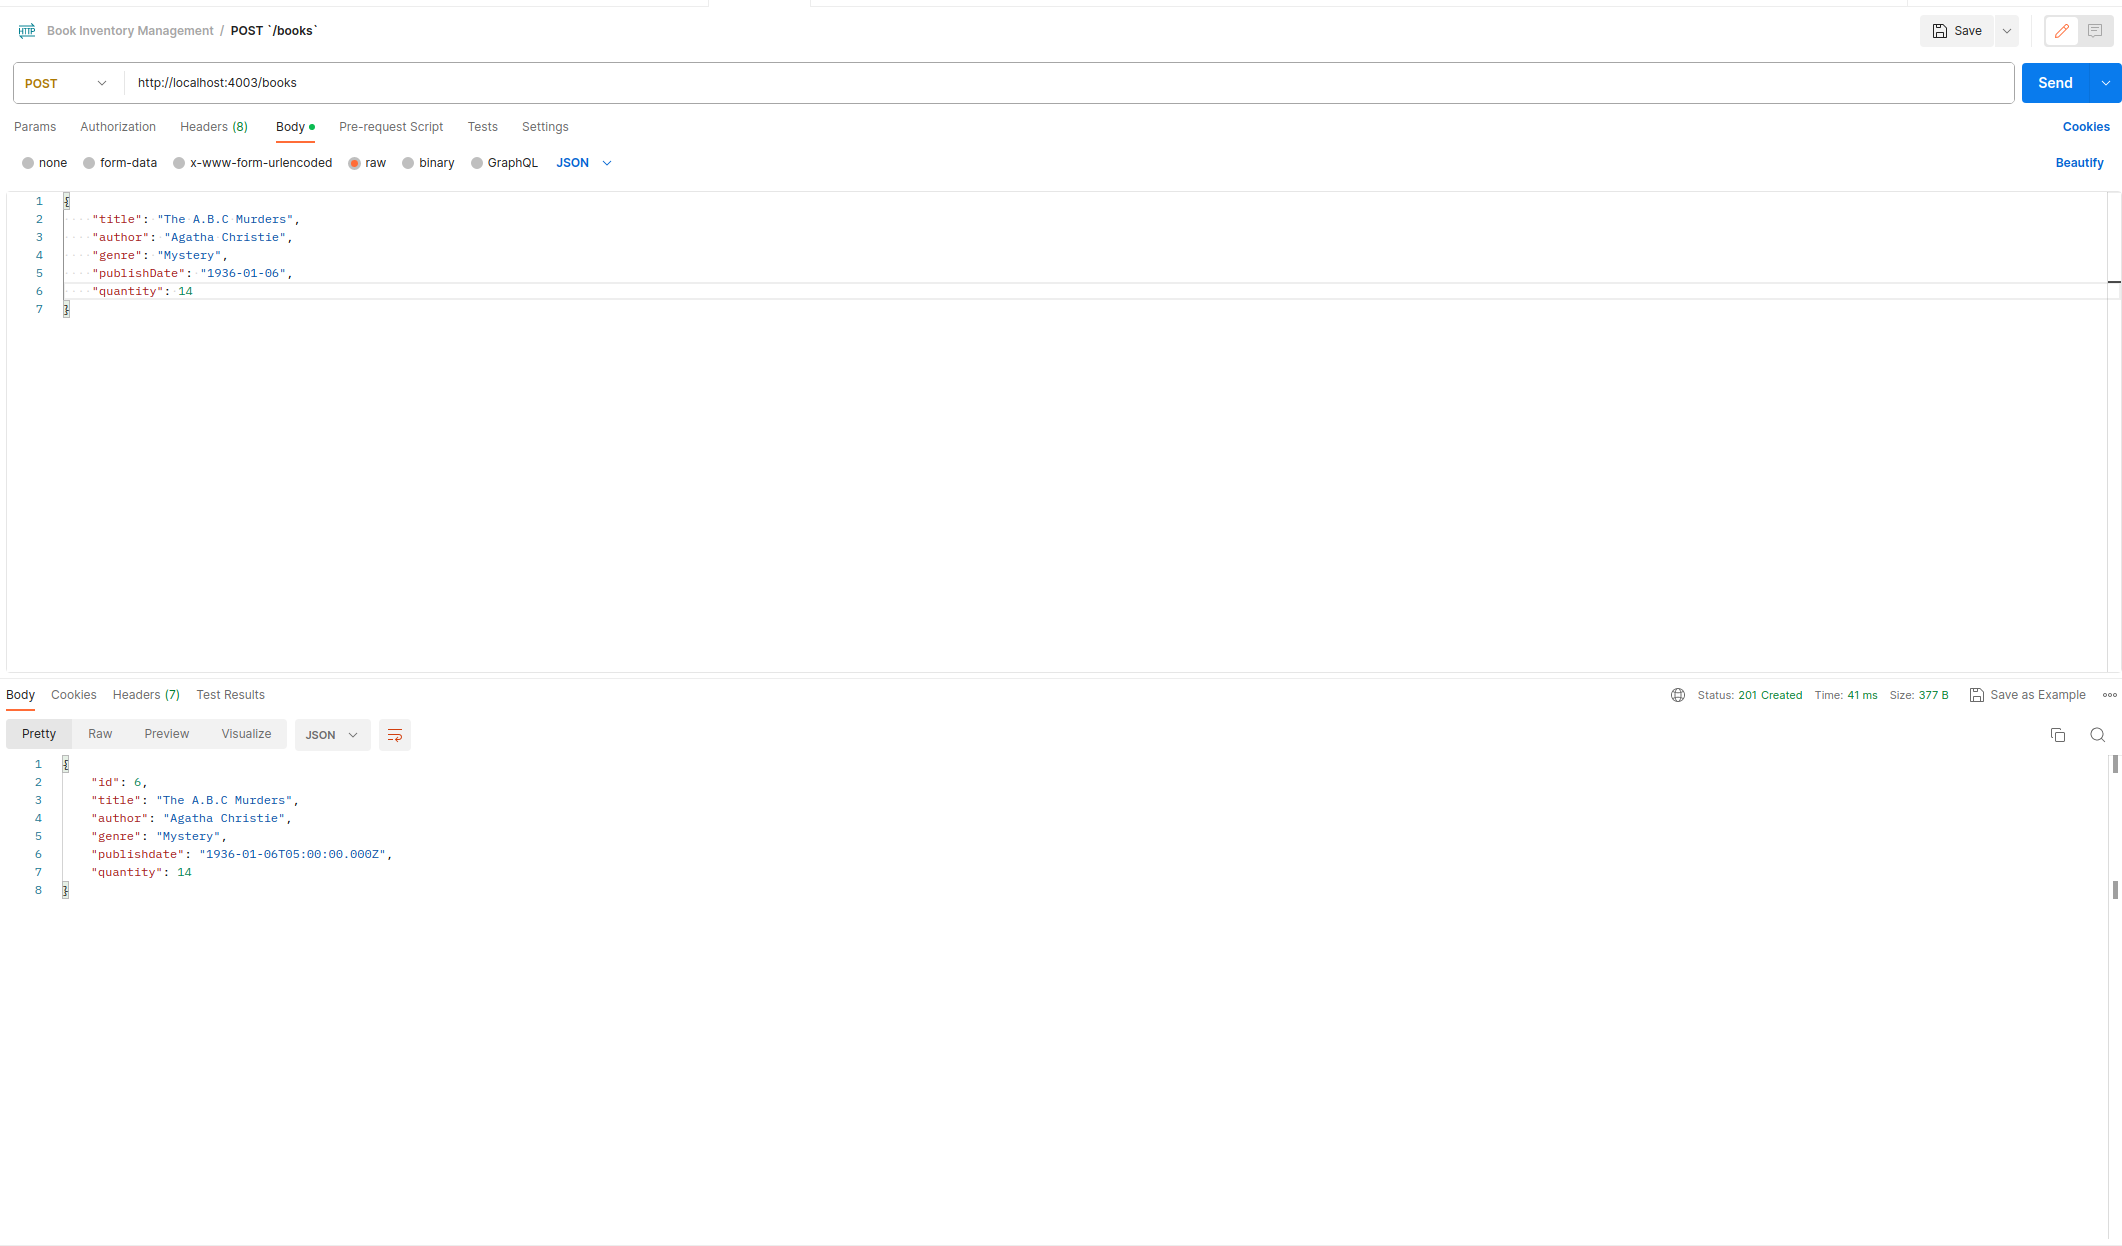 HTTP Book Inventory Management / POST `/books` Save
POST http://localhost:4003/books Send
Params Authorization Headers (8) Body Pre-request Script Tests Settings Cookies
none form-data x-www-form-urlencoded raw binary GraphQL JSON Beautify
1 {
2 "title": "The A.B.C Murders",
3 "author": "Agatha Christie",
4 "genre": "Mystery",
5 "publishDate": "1936-01-06",
6 "quantity": 14
7 }
Body Cookies Headers (7) Test Results Status: 201 Created Time: 41 ms Size: 377 B Save as Example
Pretty Raw Preview Visualize JSON
1 {
2 "id": 6,
3 "title": "The A.B.C Murders",
4 "author": "Agatha Christie",
5 "genre": "Mystery",
6 "publishdate": "1936-01-06T05:00:00.000Z",
7 "quantity": 14
8 }